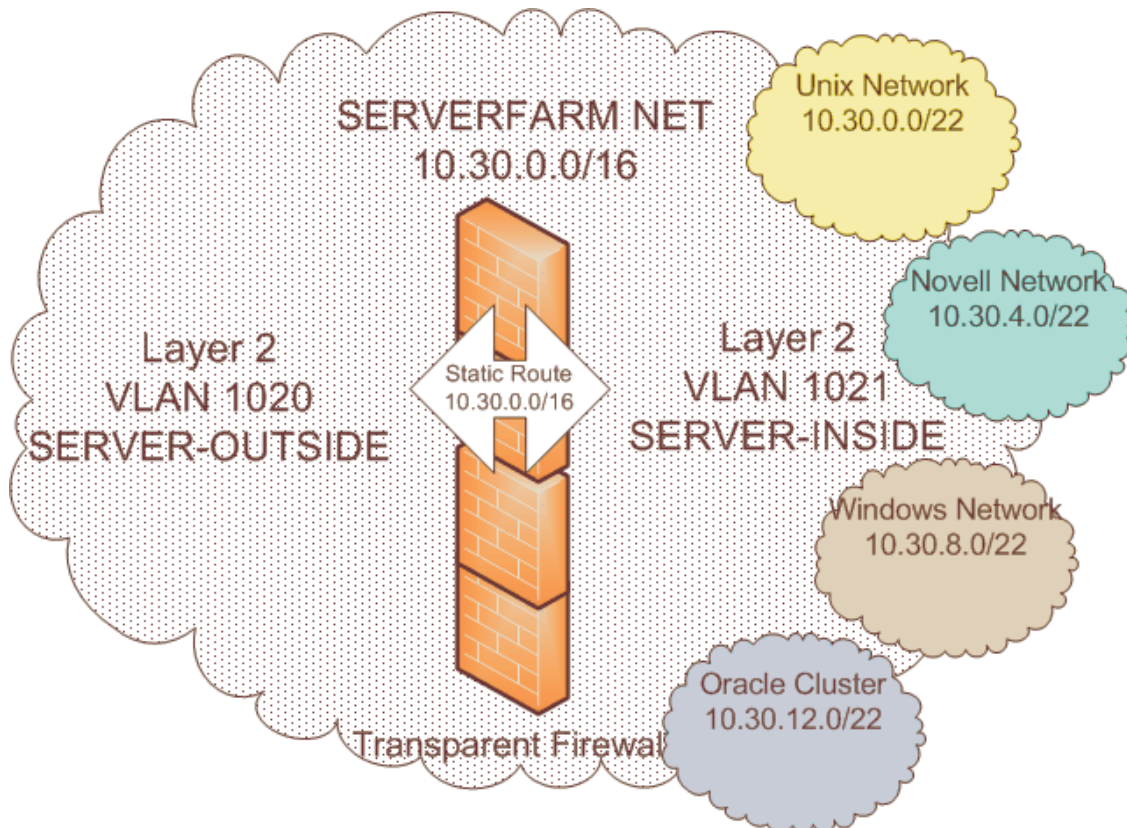 SERVERFARM NET
10.30.0.0/16
Unix Network
10.30.0.0/22
Novell Network
10.30.4.0/22
Layer 2
VLAN 1020
SERVER-OUTSIDE
Static Route
10.30.0.0/16
Layer 2
VLAN 1021
SERVER-INSIDE
Windows Network
10.30.8.0/22
Oracle Cluster
10.30.12.0/22
Transparent Firewal